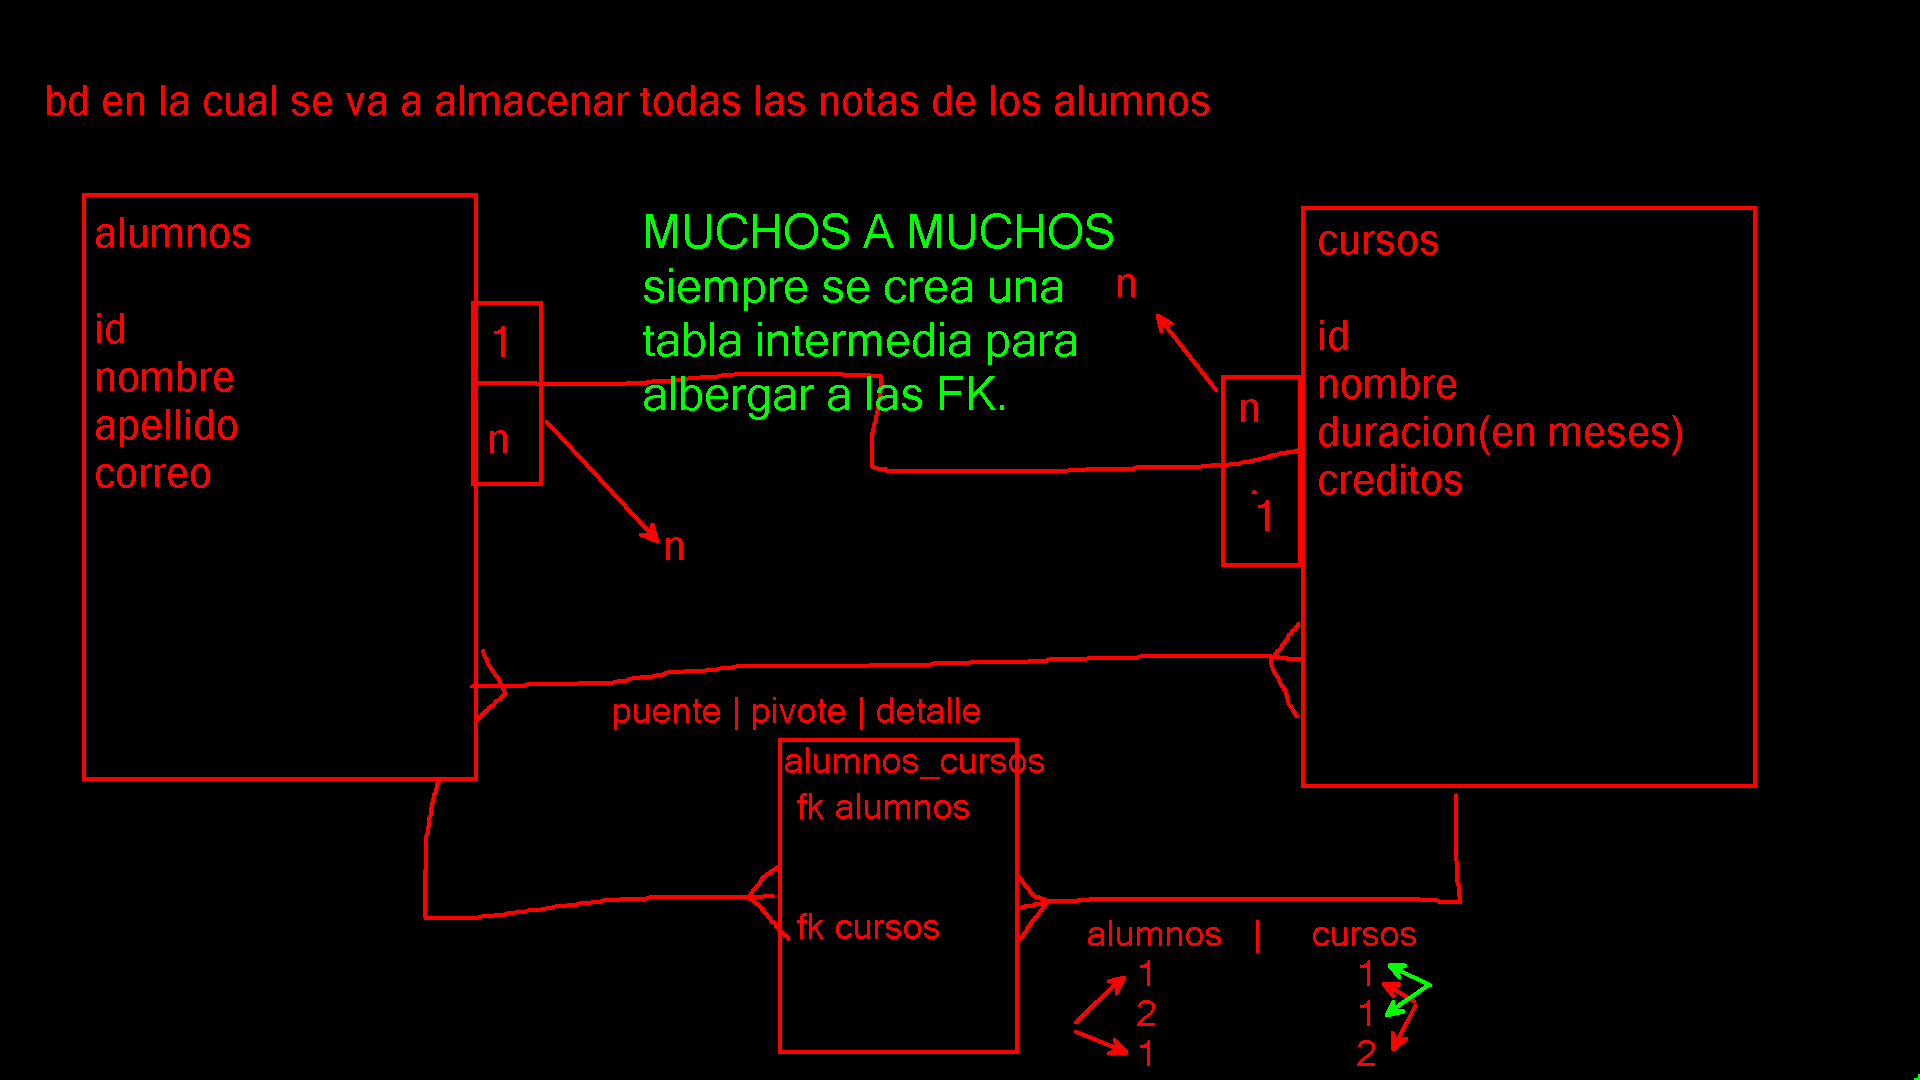 bd en la cual se va a almacenar todas las notas de los alumnos
alumnos
id
nombre
apellido
correo
1
n
n
MUCHOS A MUCHOS
siempre se crea una
tabla intermedia para
albergar a las FK.
n
n
1
cursos
id
nombre
duracion(en meses)
creditos
puente | pivote | detalle
alumnos_cursos
fk alumnos
fk cursos
alumnos | cursos
1 1
2 1
1 2